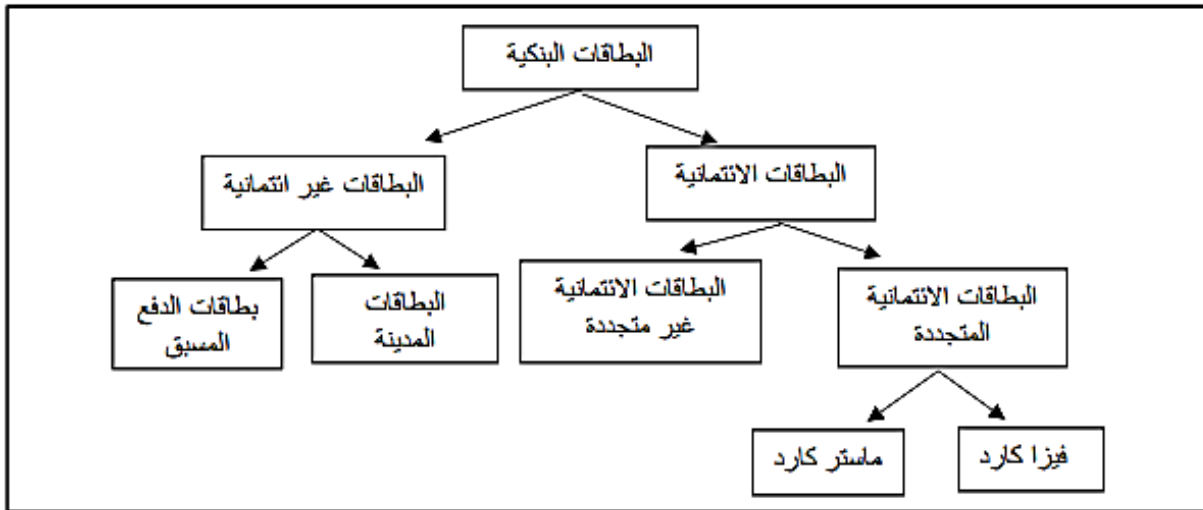 البطاقات البنكية
البطاقات الائتمانية
البطاقات غير ائتمانية
البطاقات الائتمانية
المتجددة
البطاقات الائتمانية
غير متجددة
البطاقات
المدينة
بطاقات الدفع
المسبق
فيزا كارد
ماستر كارد